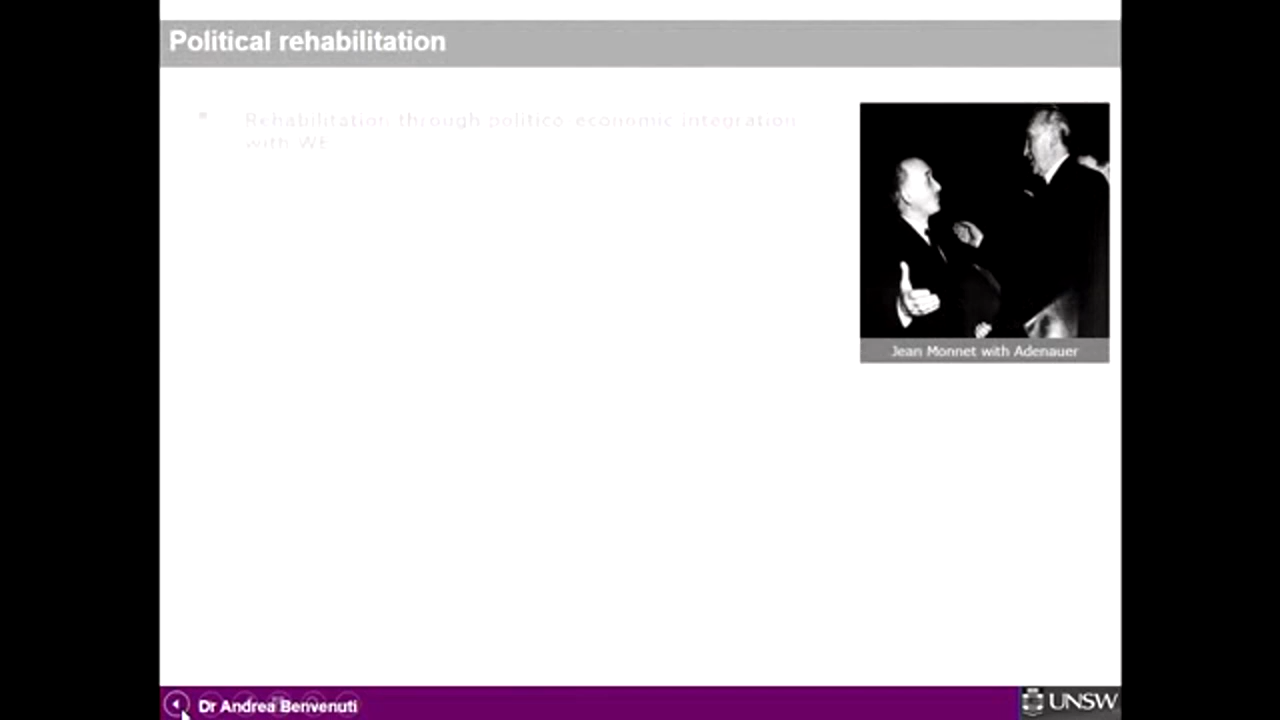 Political rehabilitation
Rehabilitation through politico economic integration
with WE
Jean Monnet with Adenauer
Dr Andrea Benvenuti
UNSW